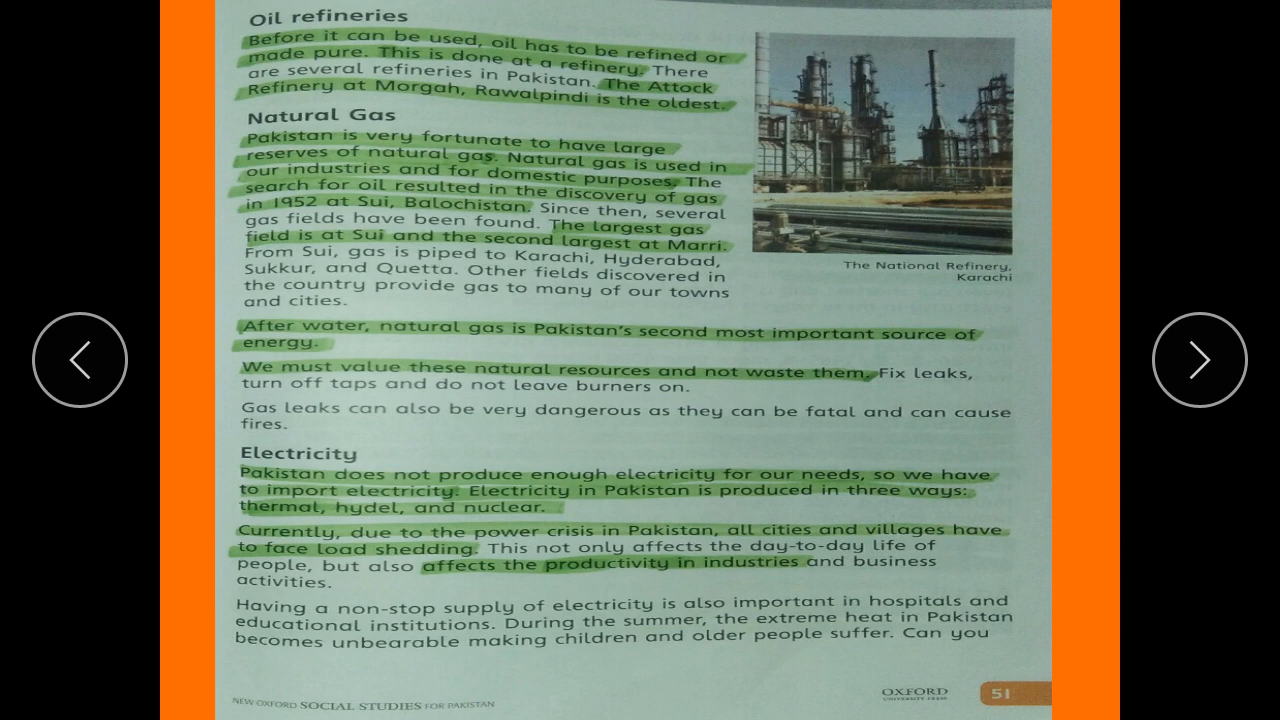 Oil refineries
Before it can be used, oil has to be refined or
made pure. This is done at a refinery. There
are several refineries in Pakistan. The Attock
Refinery at Morgah, Rawalpindi is the oldest.
Natural Gas
Pakistan is very fortunate to have large
reserves of natural gas. Natural gas is used in
our industries and for domestic purposes. The
search for oil resulted in the discovery of gas
in 1952 at Sui, Balochistan. Since then, several
gas fields have been found. The largest gas
field is at Sui and the second largest at Marri.
From Sui, gas is piped to Karachi, Hyderabad,
Sukkur, and Quetta. Other fields discovered in
the country provide gas to many of our towns
and cities.
The National Refinery,
Karachi
After water, natural gas is Pakistan's second most important source of
energy.
We must value these natural resources and not waste them. Fix leaks,
turn off taps and do not leave burners on.
Gas leaks can also be very dangerous as they can be fatal and can cause
fires.
Electricity
Pakistan does not produce enough electricity for our needs, so we have
to import electricity. Electricity in Pakistan is produced in three ways:
thermal, hydel, and nuclear.
Currently, due to the power crisis in Pakistan, all cities and villages have
to face load shedding. This not only affects the day-to-day life of
people, but also affects the productivity in industries and business
activities.
Having a non-stop supply of electricity is also important in hospitals and
educational institutions. During the summer, the extreme heat in Pakistan
becomes unbearable making children and older people suffer. Can you
NEW OXFORD SOCIAL STUDIES FOR PAKISTAN
OXFORD
UNIVERSITY PRESS
51